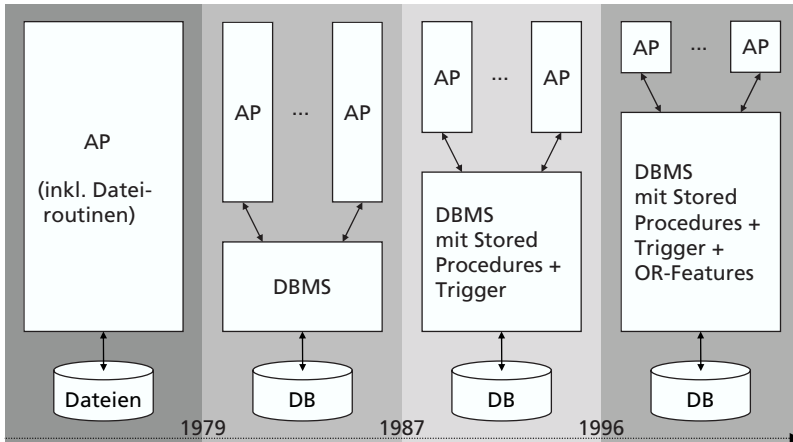 AP
(inkl. Datei-
routinen)
Dateien
AP
...
AP
DBMS
DB
AP
...
AP
DBMS
mit Stored
Procedures +
Trigger
DB
AP
...
AP
DBMS
mit Stored
Procedures +
Trigger +
OR-Features
DB
1979
1987
1996